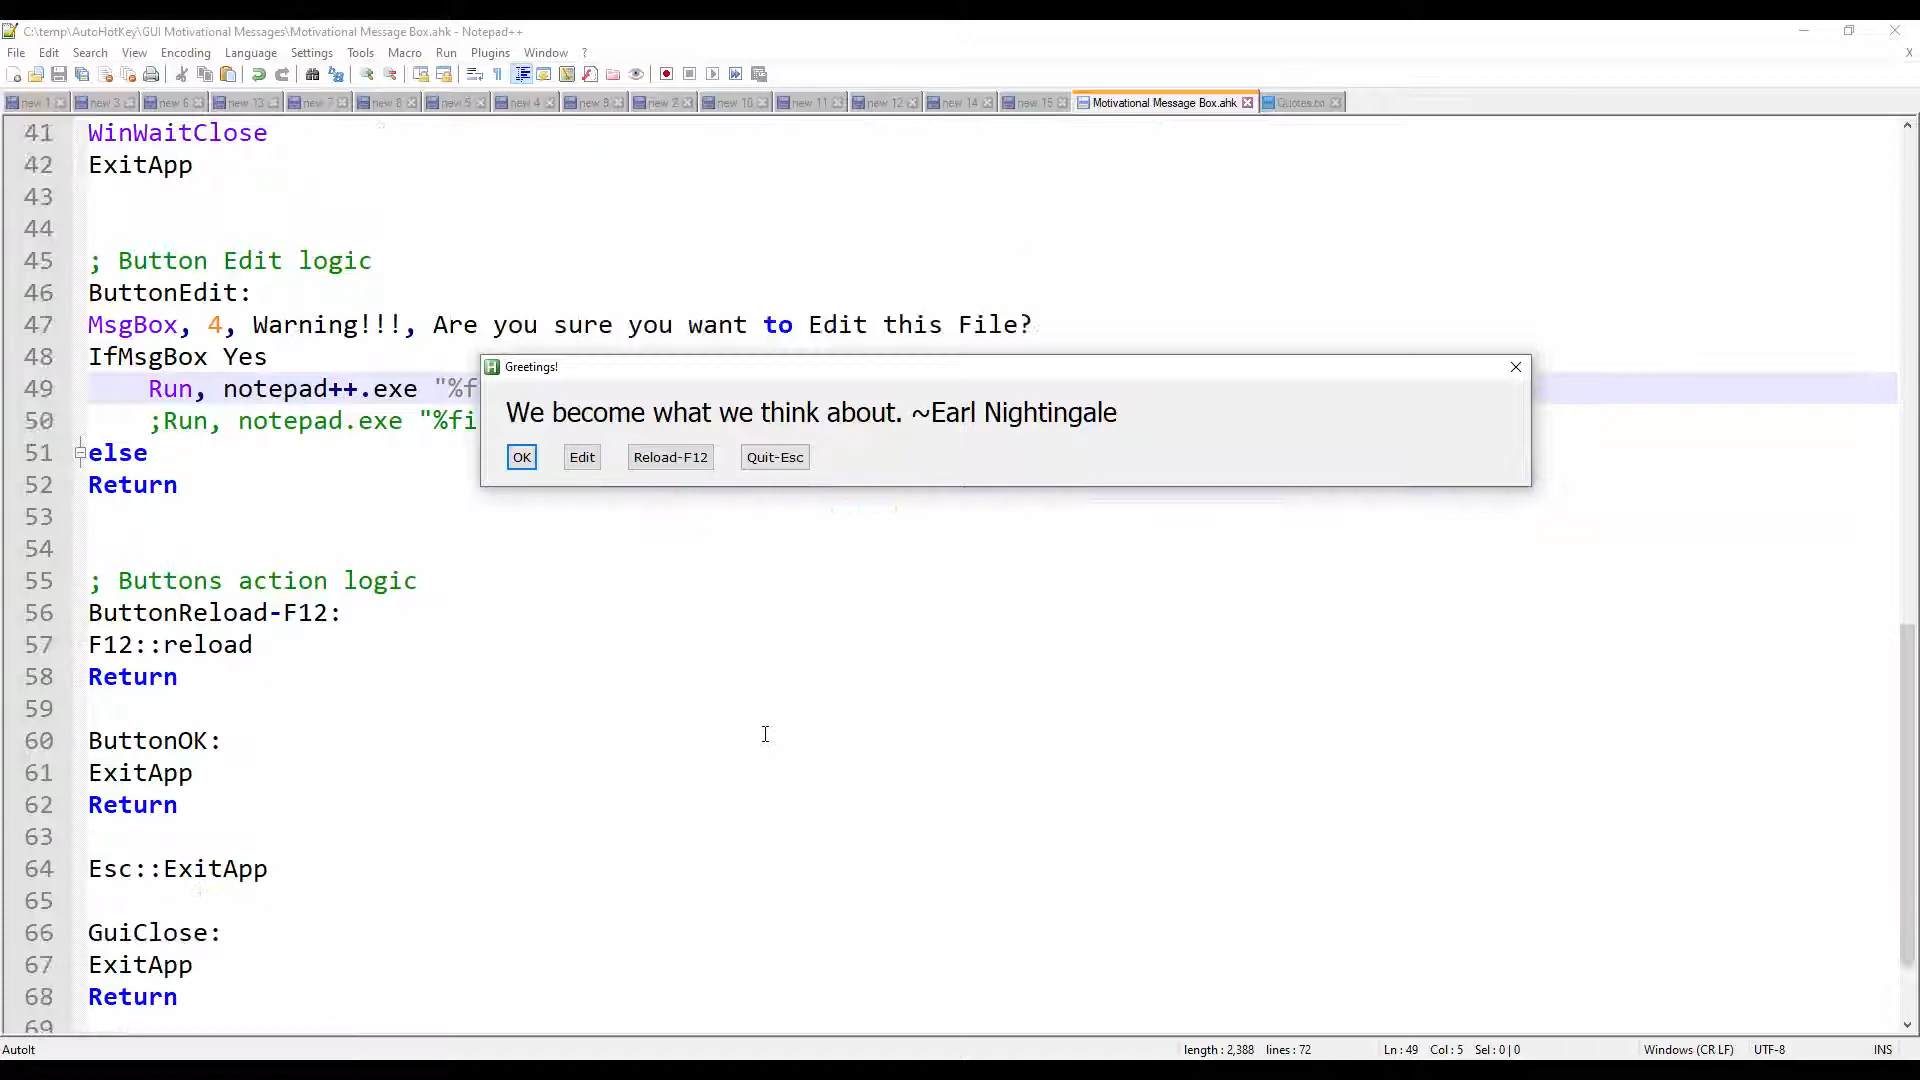 C:\temp\AutoHotKey\GUI Motivational Messages\Motivational Message Box.ahk - Notepad++
File Edit Search View Encoding Language Settings Tools Macro Run Plugins Window ? X
new 1 new 3 new 6 new 13 new 7 new 8 new 5 new 4 new 9 new 2 new 10 new 11 new 12 new 14 new 15 Motivational Message Box.ahk Quotes.txt
41 WinWaitClose
42 ExitApp
43
44
45 ; Button Edit logic
46 ButtonEdit:
47 MsgBox, 4, Warning!!!, Are you sure you want to Edit this File?
48 IfMsgBox Yes
49 Run, notepad++.exe "%f
50 ;Run, notepad.exe "%fi
51 else
52 Return
53
54
55 ; Buttons action logic
56 ButtonReload-F12:
57 F12::reload
58 Return
59
60 ButtonOK:
61 ExitApp
62 Return
63
64 Esc::ExitApp
65
66 GuiClose:
67 ExitApp
68 Return
69
Greetings!
We become what we think about. ~Earl Nightingale
OK Edit Reload-F12 Quit-Esc
AutoIt length : 2,388 lines : 72 Ln : 49 Col : 5 Sel : 0 | 0 Windows (CR LF) UTF-8 INS